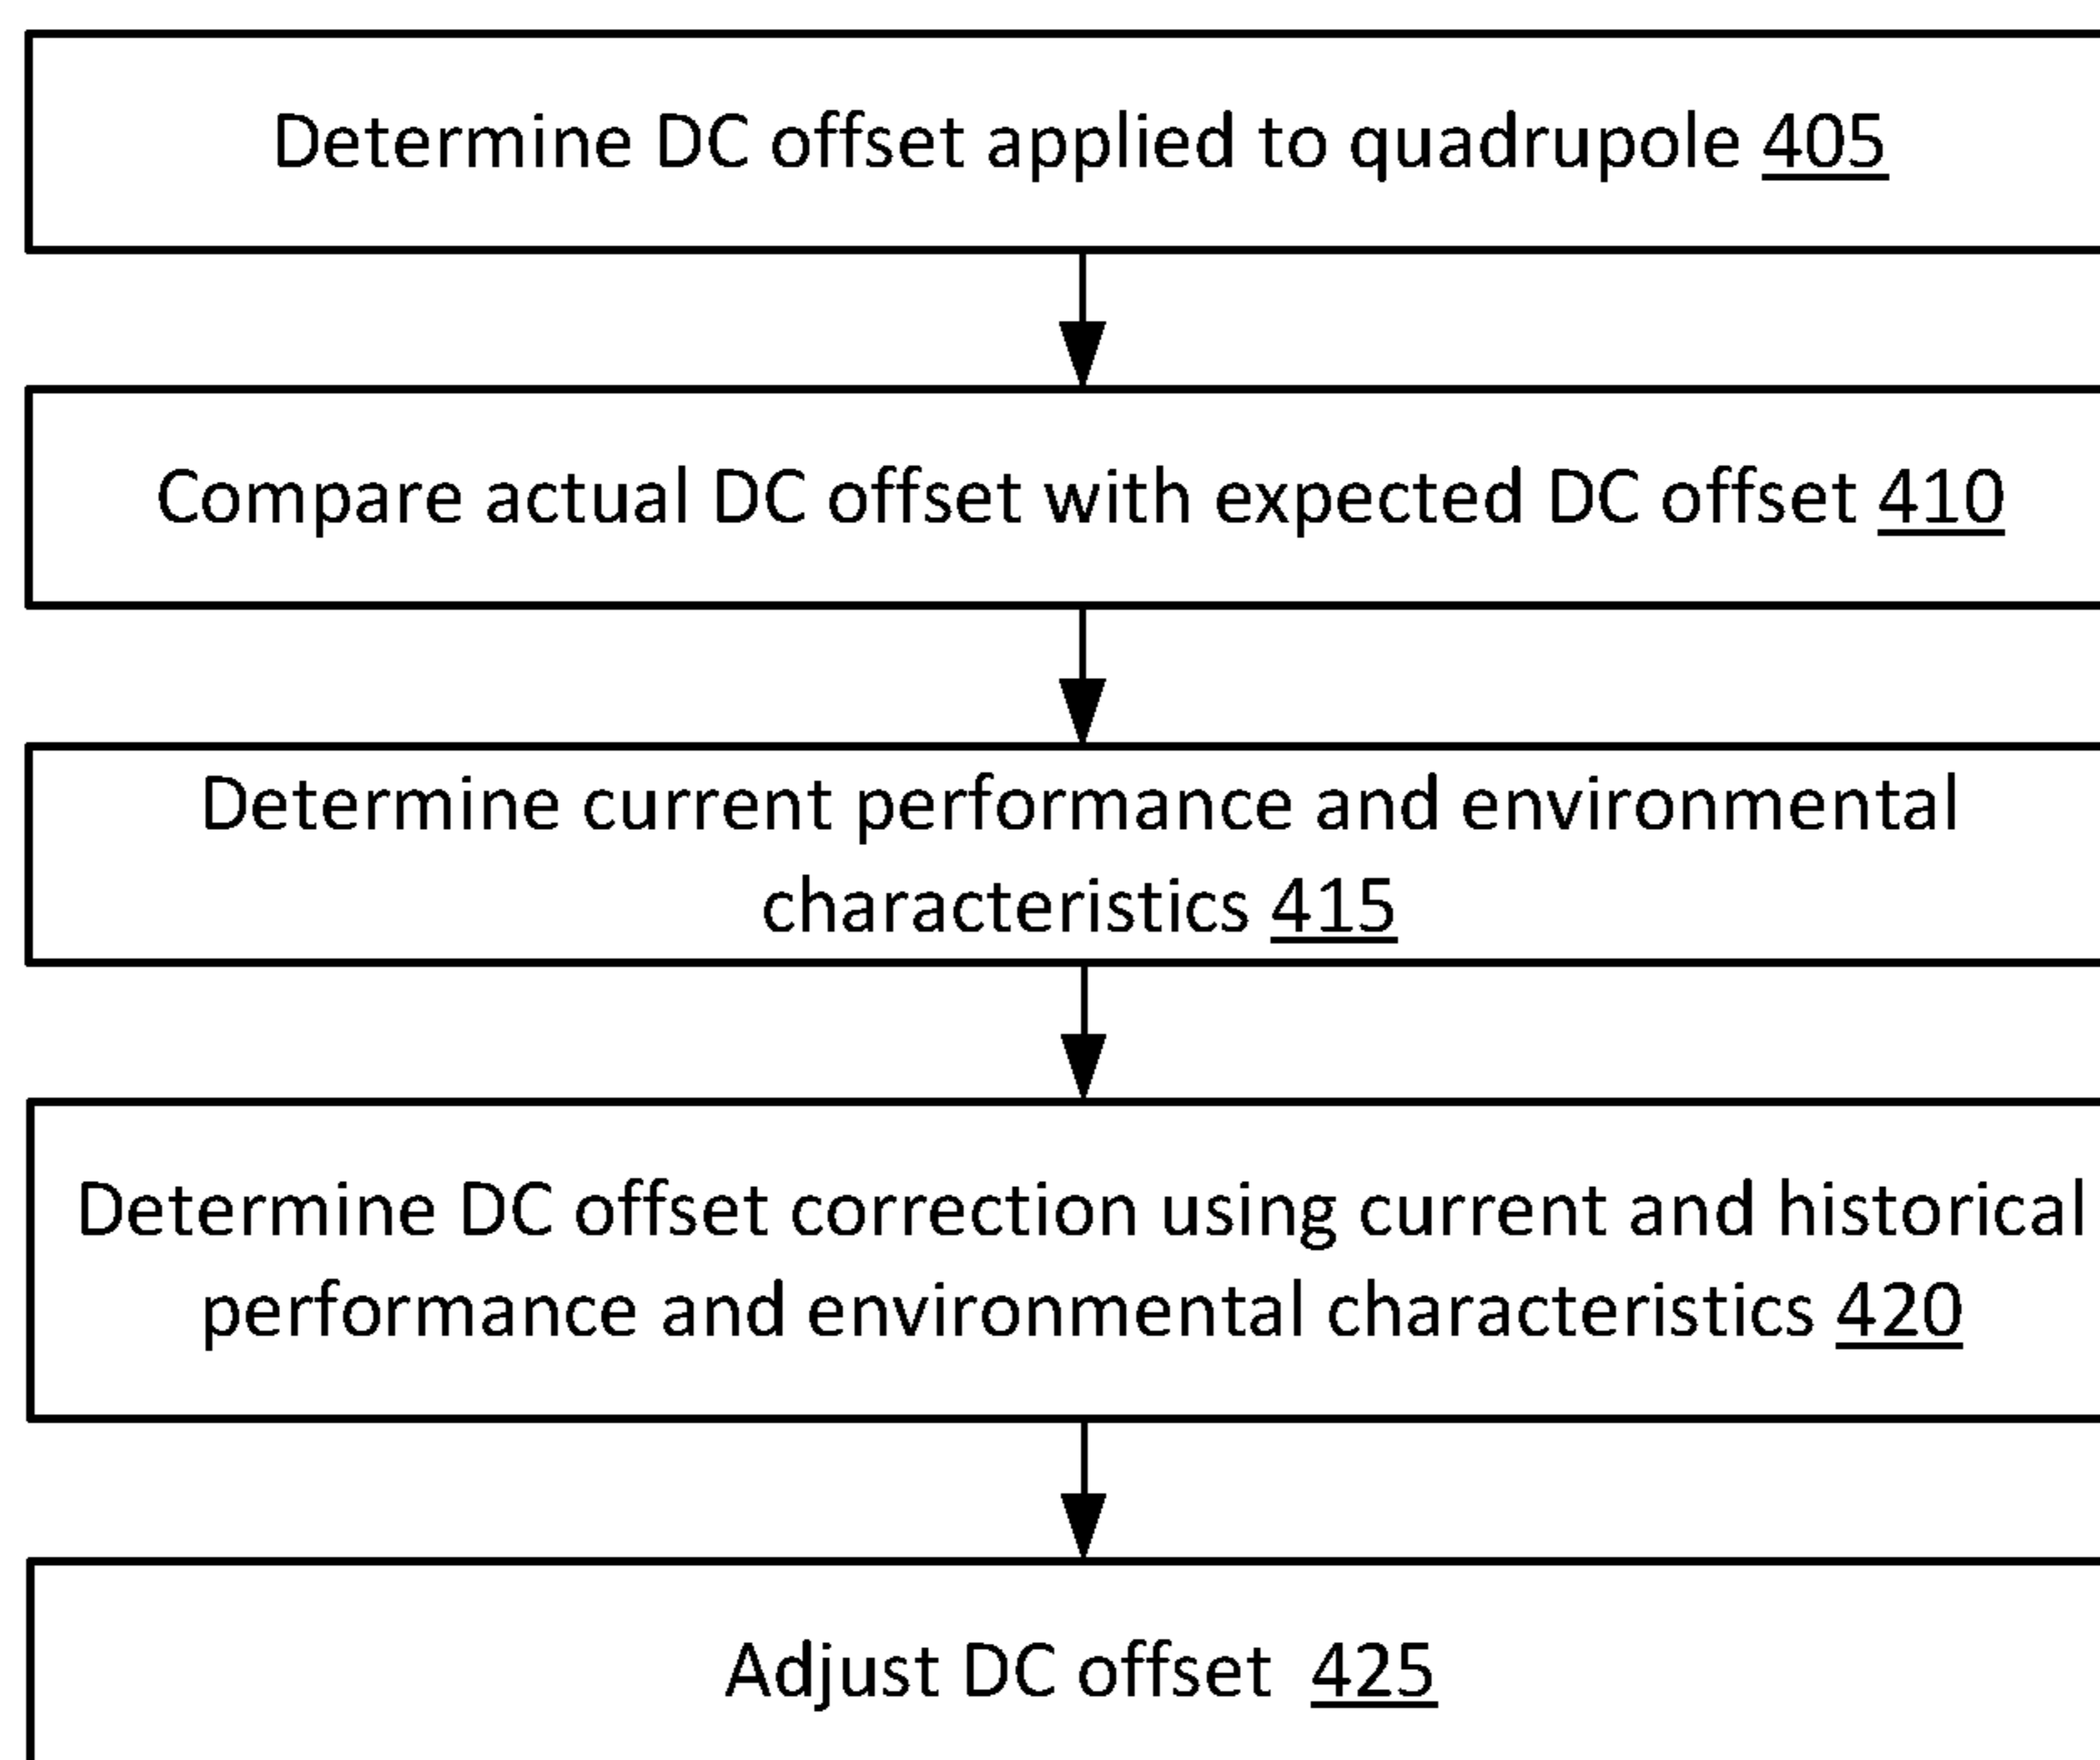 Determine DC offset applied to quadrupole 405
Compare actual DC offset with expected DC offset 410
Determine current performance and environmental
characteristics 415
Determine DC offset correction using current and historical
performance and environmental characteristics 420
Adjust DC offset 425